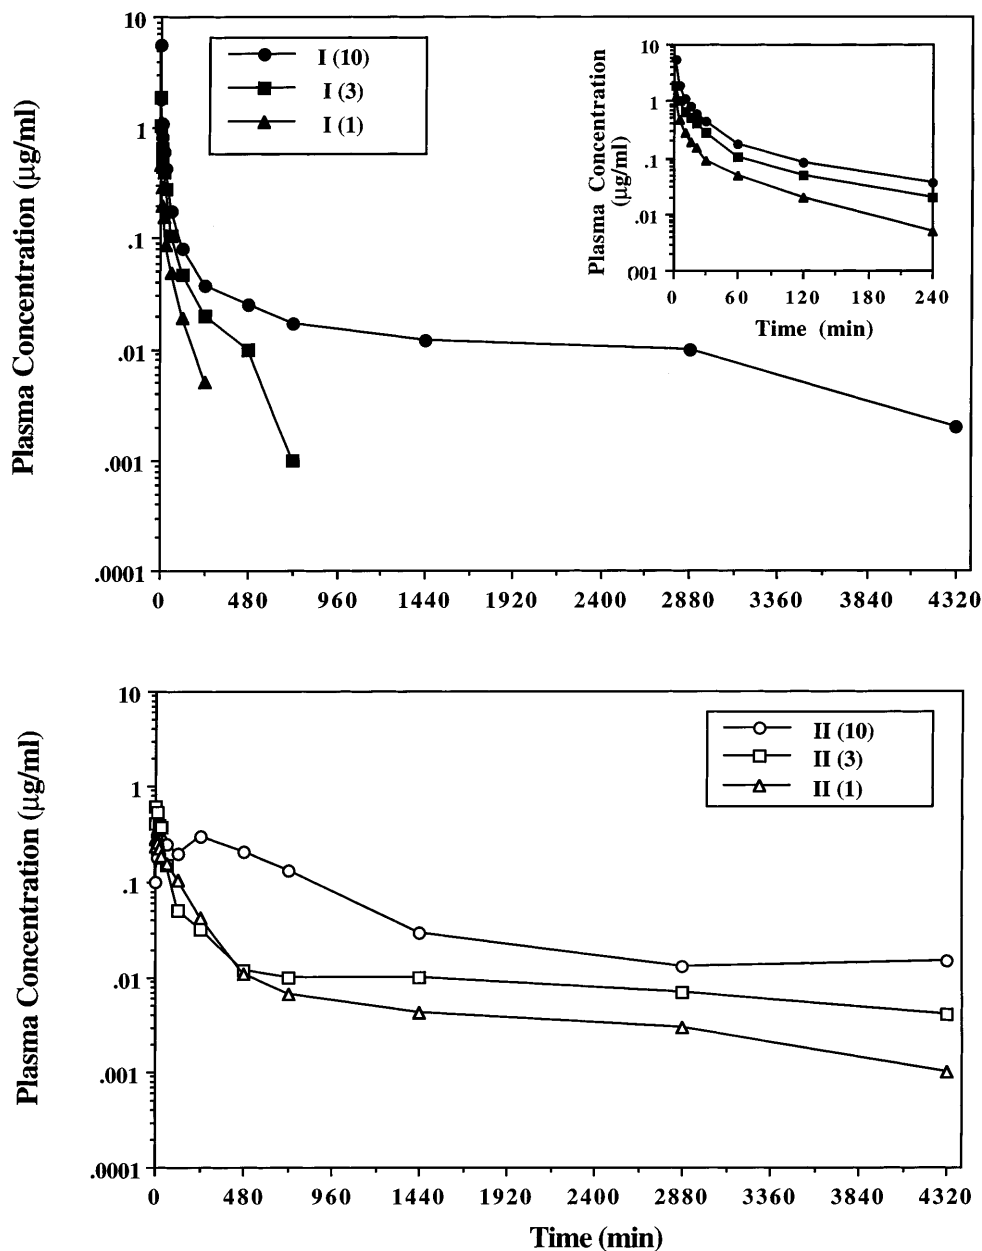 Plasma Concentration (µg/ml)
10
1
.1
.01
.001
.0001
0 480 960 1440 1920 2400 2880 3360 3840 4320
I (10)
I (3)
I (1)
Plasma Concentration
(µg/ml)
10
1
.1
.01
.001
0 60 120 180 240
Time (min)
Plasma Concentration (µg/ml)
10
1
.1
.01
.001
.0001
II (10)
II (3)
II (1)
0 480 960 1440 1920 2400 2880 3360 3840 4320
Time (min)